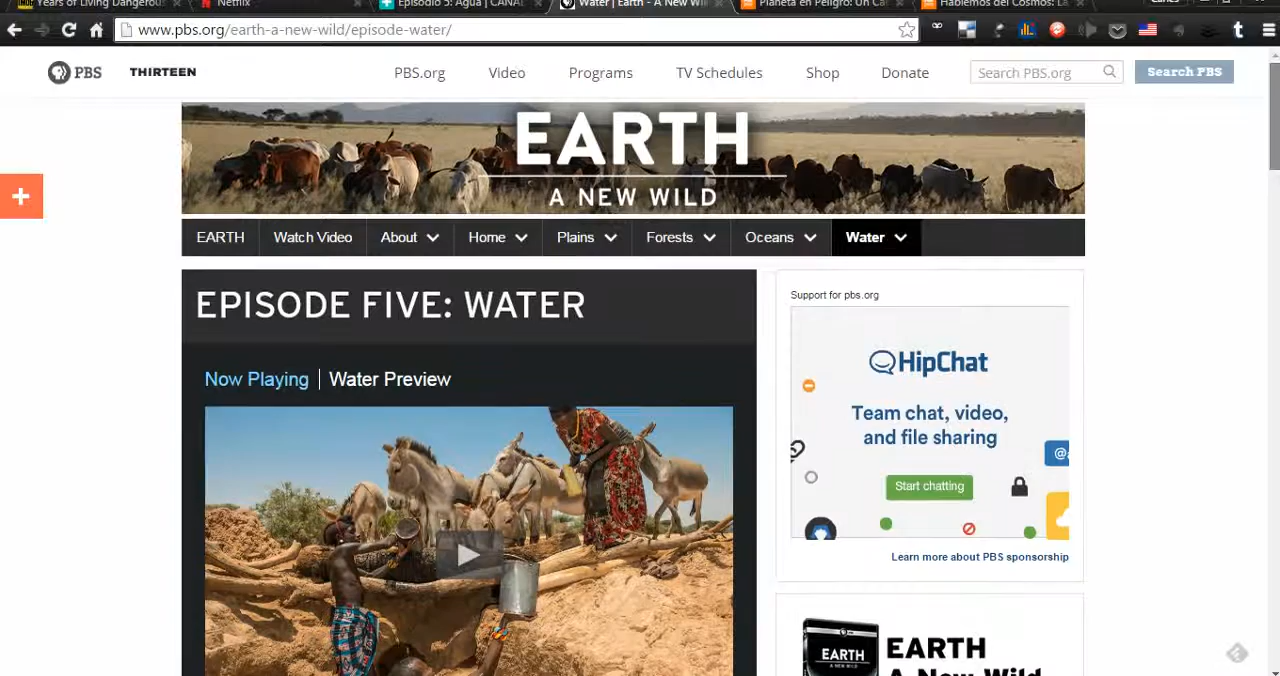 Years of Living Dangerous
Netflix
Episodio 5: Agua | CANAL
Water | Earth - A New Wil
Planeta en Peligro: Un Ca
Hablemos del Cosmos: La
www.pbs.org/earth-a-new-wild/episode-water/
PBS THIRTEEN PBS.org Video Programs TV Schedules Shop Donate Search PBS.org Search PBS
EARTH
A NEW WILD
EARTH Watch Video About Home Plains Forests Oceans Water
EPISODE FIVE: WATER
Now Playing | Water Preview
Support for pbs.org
HipChat
Team chat, video,
and file sharing
Start chatting
Learn more about PBS sponsorship
EARTH
A NEW WILD
EARTH
A New Wild